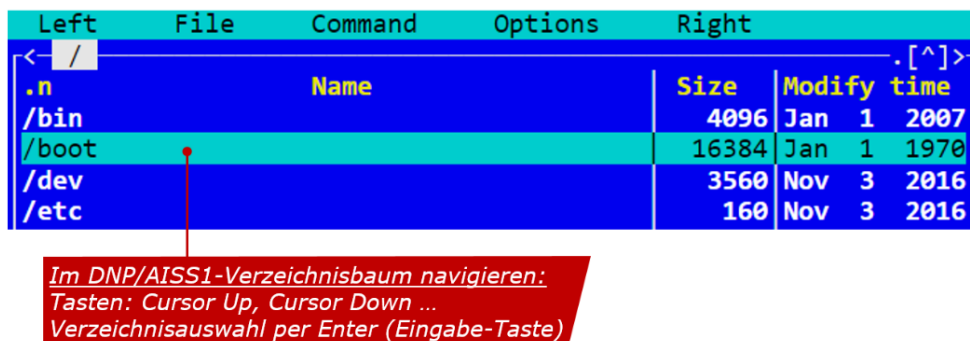 Left File Command Options Right
<- / .[^]>
.n Name Size Modify time
/bin 4096 Jan 1 2007
/boot 16384 Jan 1 1970
/dev 3560 Nov 3 2016
/etc 160 Nov 3 2016
Im DNP/AISS1-Verzeichnisbaum navigieren:
Tasten: Cursor Up, Cursor Down …
Verzeichnisauswahl per Enter (Eingabe-Taste)